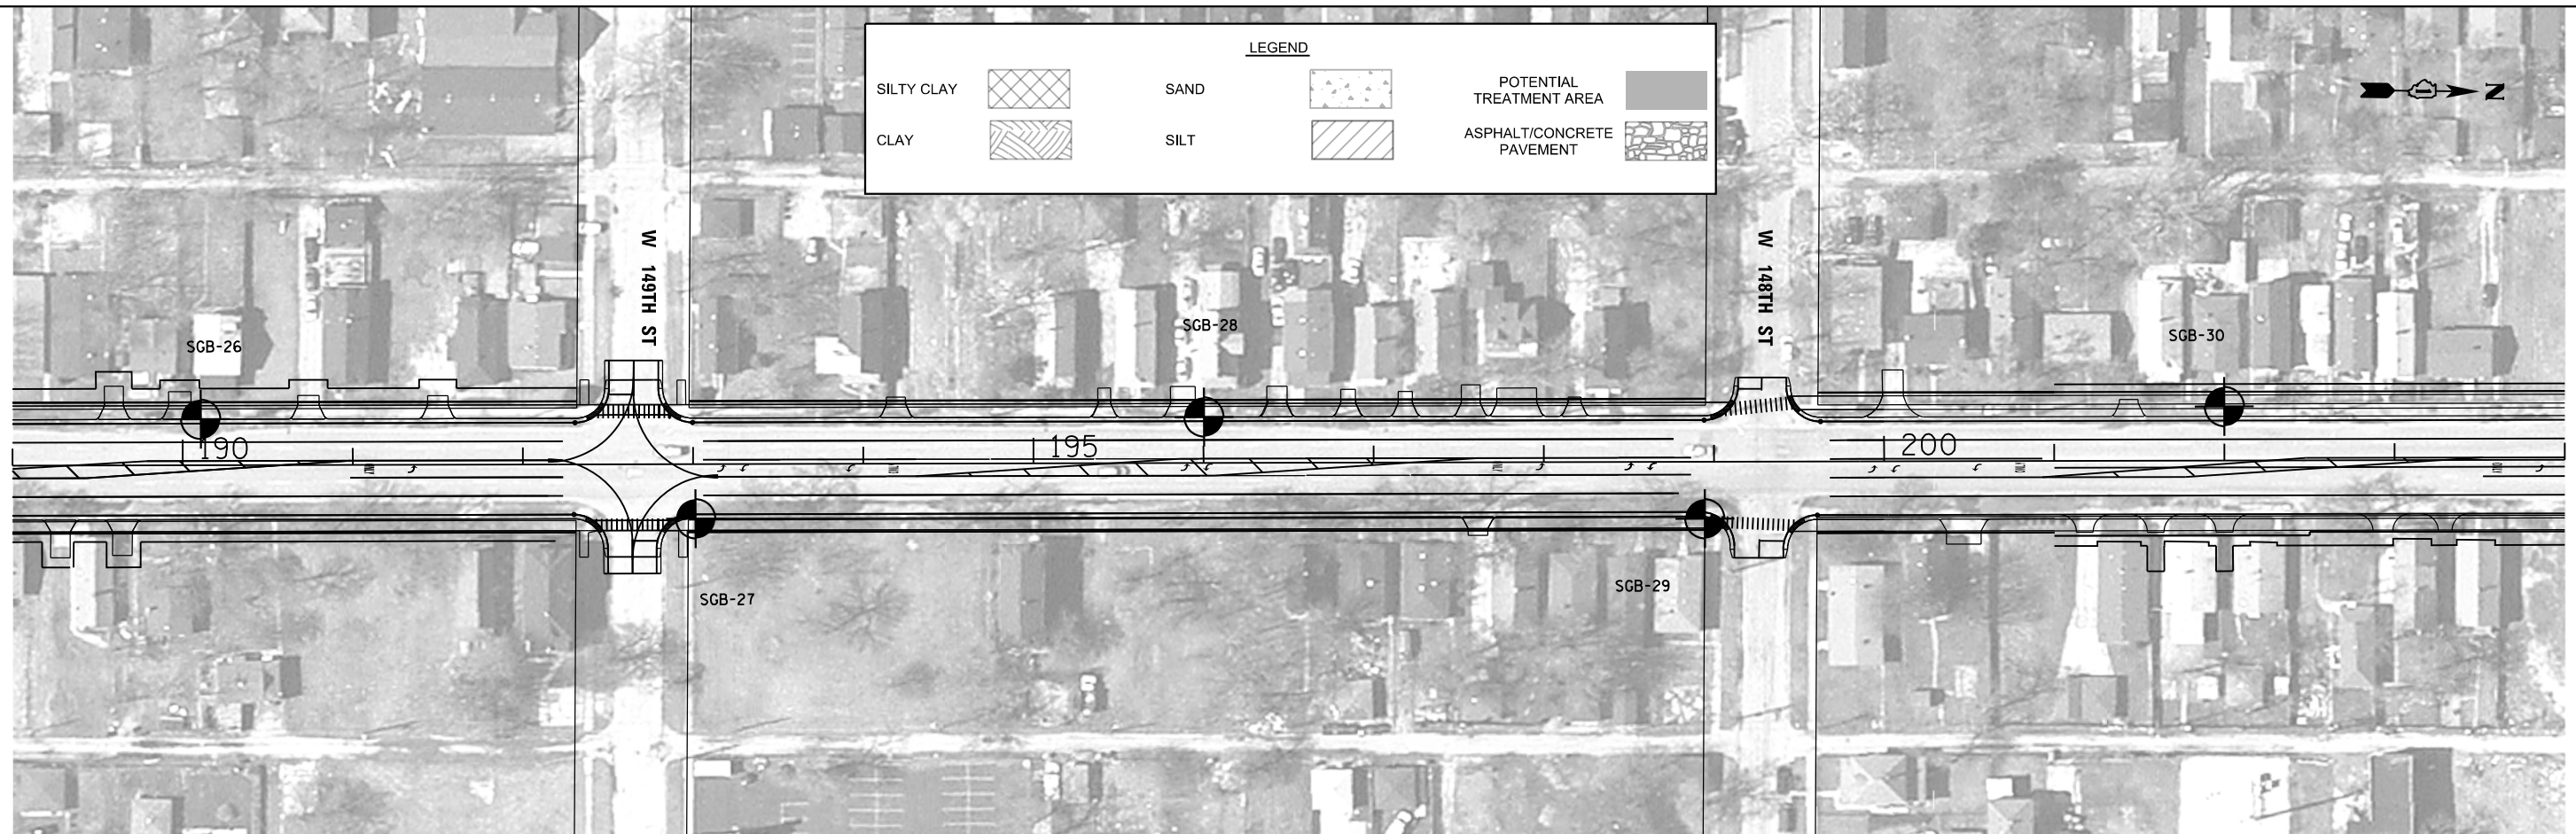 LEGEND
SILTY CLAY
SAND
POTENTIAL
TREATMENT AREA
CLAY
SILT
ASPHALT/CONCRETE
PAVEMENT
N
W 149TH ST
W 148TH ST
SGB-26
SGB-28
SGB-30
190
195
200
SGB-27
SGB-29